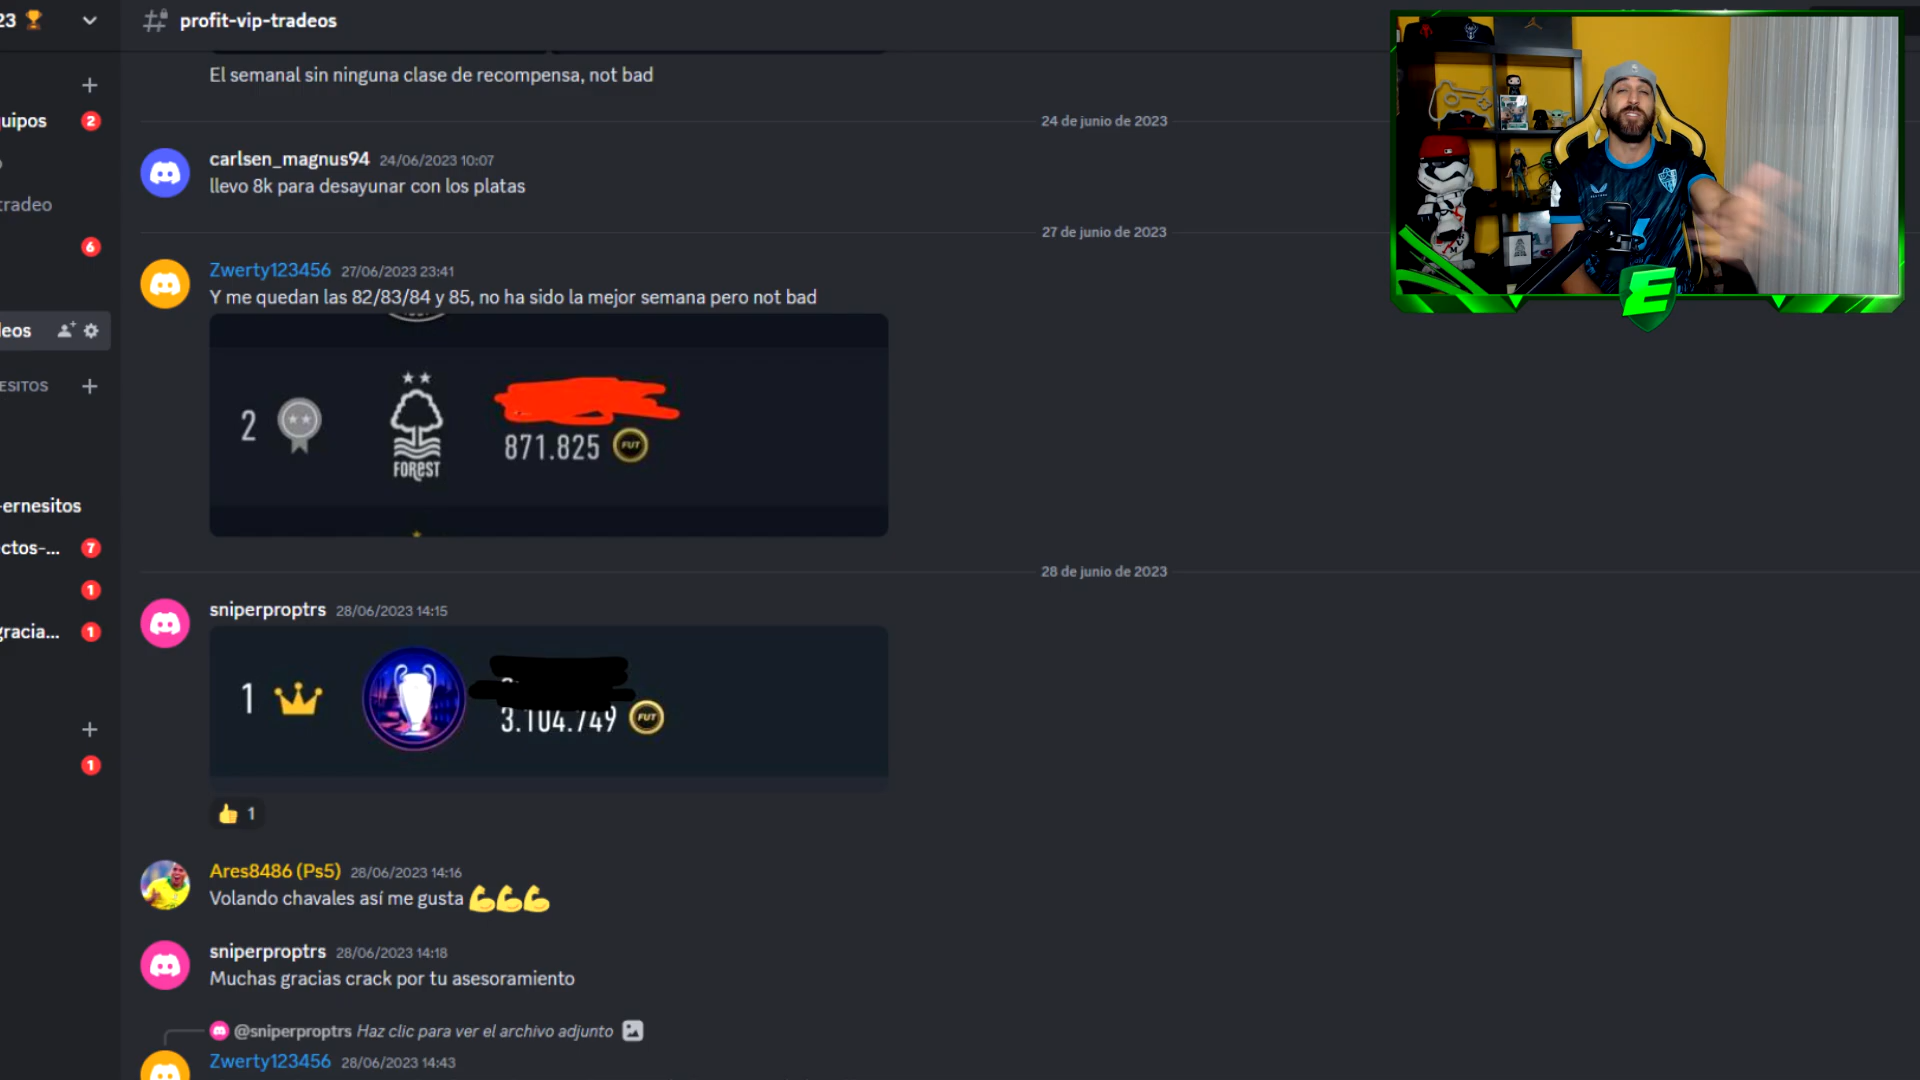 23 🏆
profit-vip-tradeos
El semanal sin ninguna clase de recompensa, not bad
24 de junio de 2023
uipos
2
carlsen_magnus94 24/06/2023 10:07
llevo 8k para desayunar con los platas
tradeo
27 de junio de 2023
6
Zwerty123456 27/06/2023 23:41
Y me quedan las 82/83/84 y 85, no ha sido la mejor semana pero not bad
E
eos
ESITOS
2
FOREST
871.825 FUT
-ernesitos
ctos-...
7
28 de junio de 2023
1
sniperproptrs 28/06/2023 14:15
gracia...
1
1
3.104.749 FUT
1
👍 1
Ares8486 (Ps5) 28/06/2023 14:16
Volando chavales así me gusta 💪💪💪
sniperproptrs 28/06/2023 14:18
Muchas gracias crack por tu asesoramiento
@sniperproptrs Haz clic para ver el archivo adjunto
Zwerty123456 28/06/2023 14:43